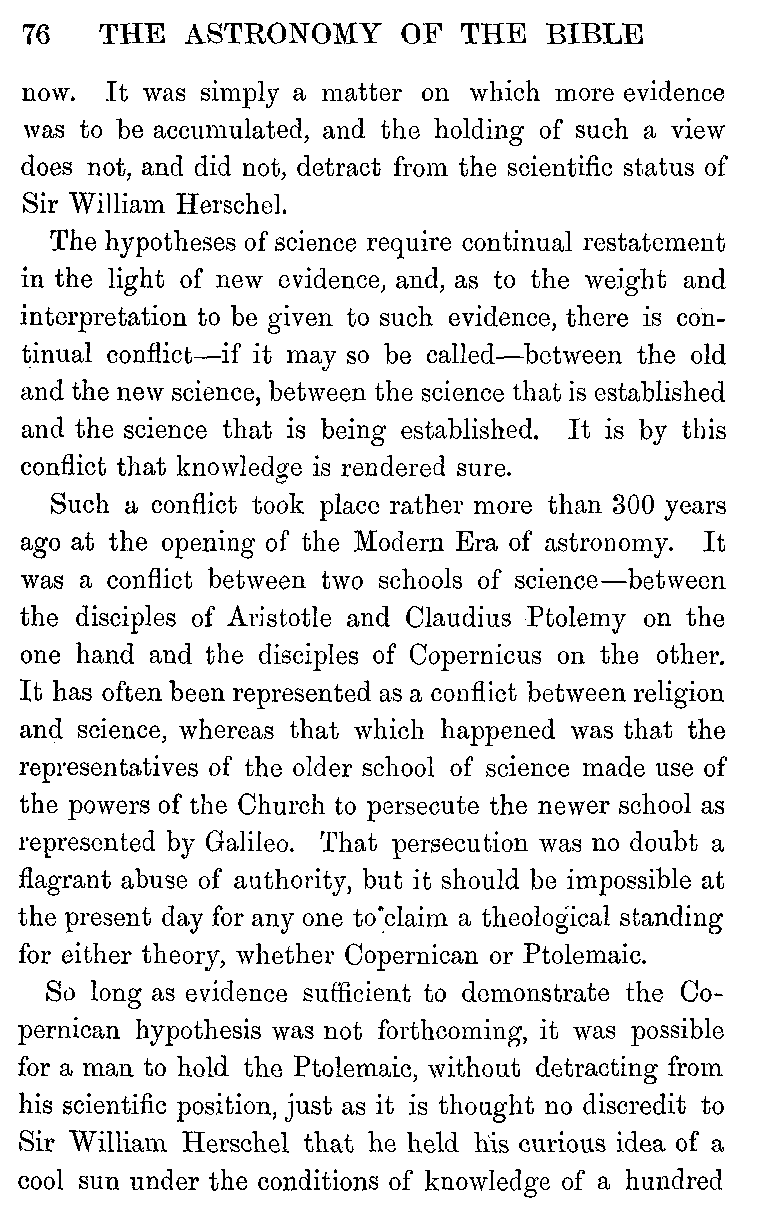 76 THE ASTRONOMY OF THE BIBLE
now. It was simply a matter on which more evidence
was to be accumulated, and the holding of such a view
does not, and did not, detract from the scientific status of
Sir William Herschel.
The hypotheses of science require continual restatement
in the light of new evidence, and, as to the weight and
interpretation to be given to such evidence, there is con-
tinual conflict—if it may so be called—between the old
and the new science, between the science that is established
and the science that is being established. It is by this
conflict that knowledge is rendered sure.
Such a conflict took place rather more than 300 years
ago at the opening of the Modern Era of astronomy. It
was a conflict between two schools of science—between
the disciples of Aristotle and Claudius Ptolemy on the
one hand and the disciples of Copernicus on the other.
It has often been represented as a conflict between religion
and science, whereas that which happened was that the
representatives of the older school of science made use of
the powers of the Church to persecute the newer school as
represented by Galileo. That persecution was no doubt a
flagrant abuse of authority, but it should be impossible at
the present day for any one to claim a theological standing
for either theory, whether Copernican or Ptolemaic.
So long as evidence sufficient to demonstrate the Co-
pernican hypothesis was not forthcoming, it was possible
for a man to hold the Ptolemaic, without detracting from
his scientific position, just as it is thought no discredit to
Sir William Herschel that he held his curious idea of a
cool sun under the conditions of knowledge of a hundred